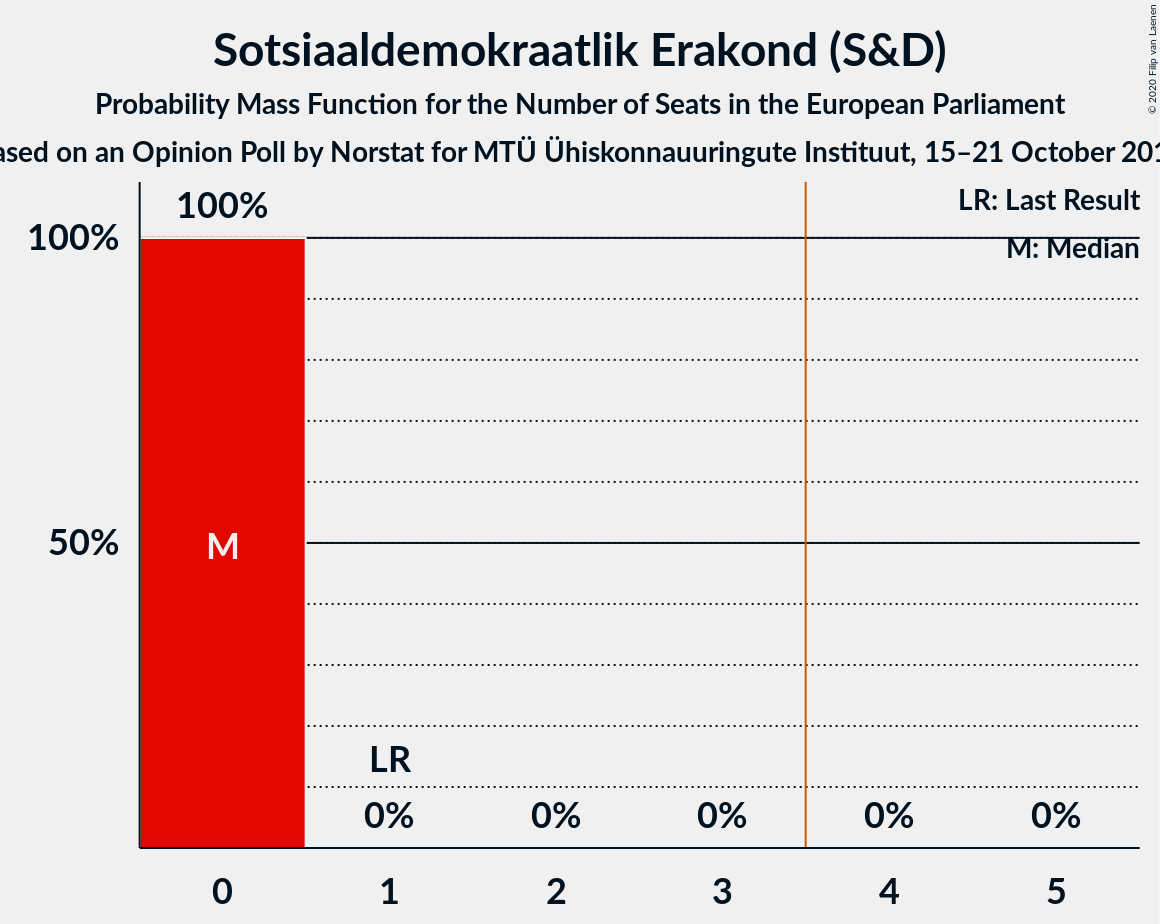 Sotsiaaldemokraatlik Erakond (S&D)
Probability Mass Function for the Number of Seats in the European Parliament
on an Opinion Poll by Norstat for MTÜ Ühiskonnauuringute Instituut, 15–21 October
© 2020 Filip van Laenen
LR: Last Result
M: Median
100%
100%
50%
M
LR
0% 0% 0% 0% 0%
0 1 2 3 4 5